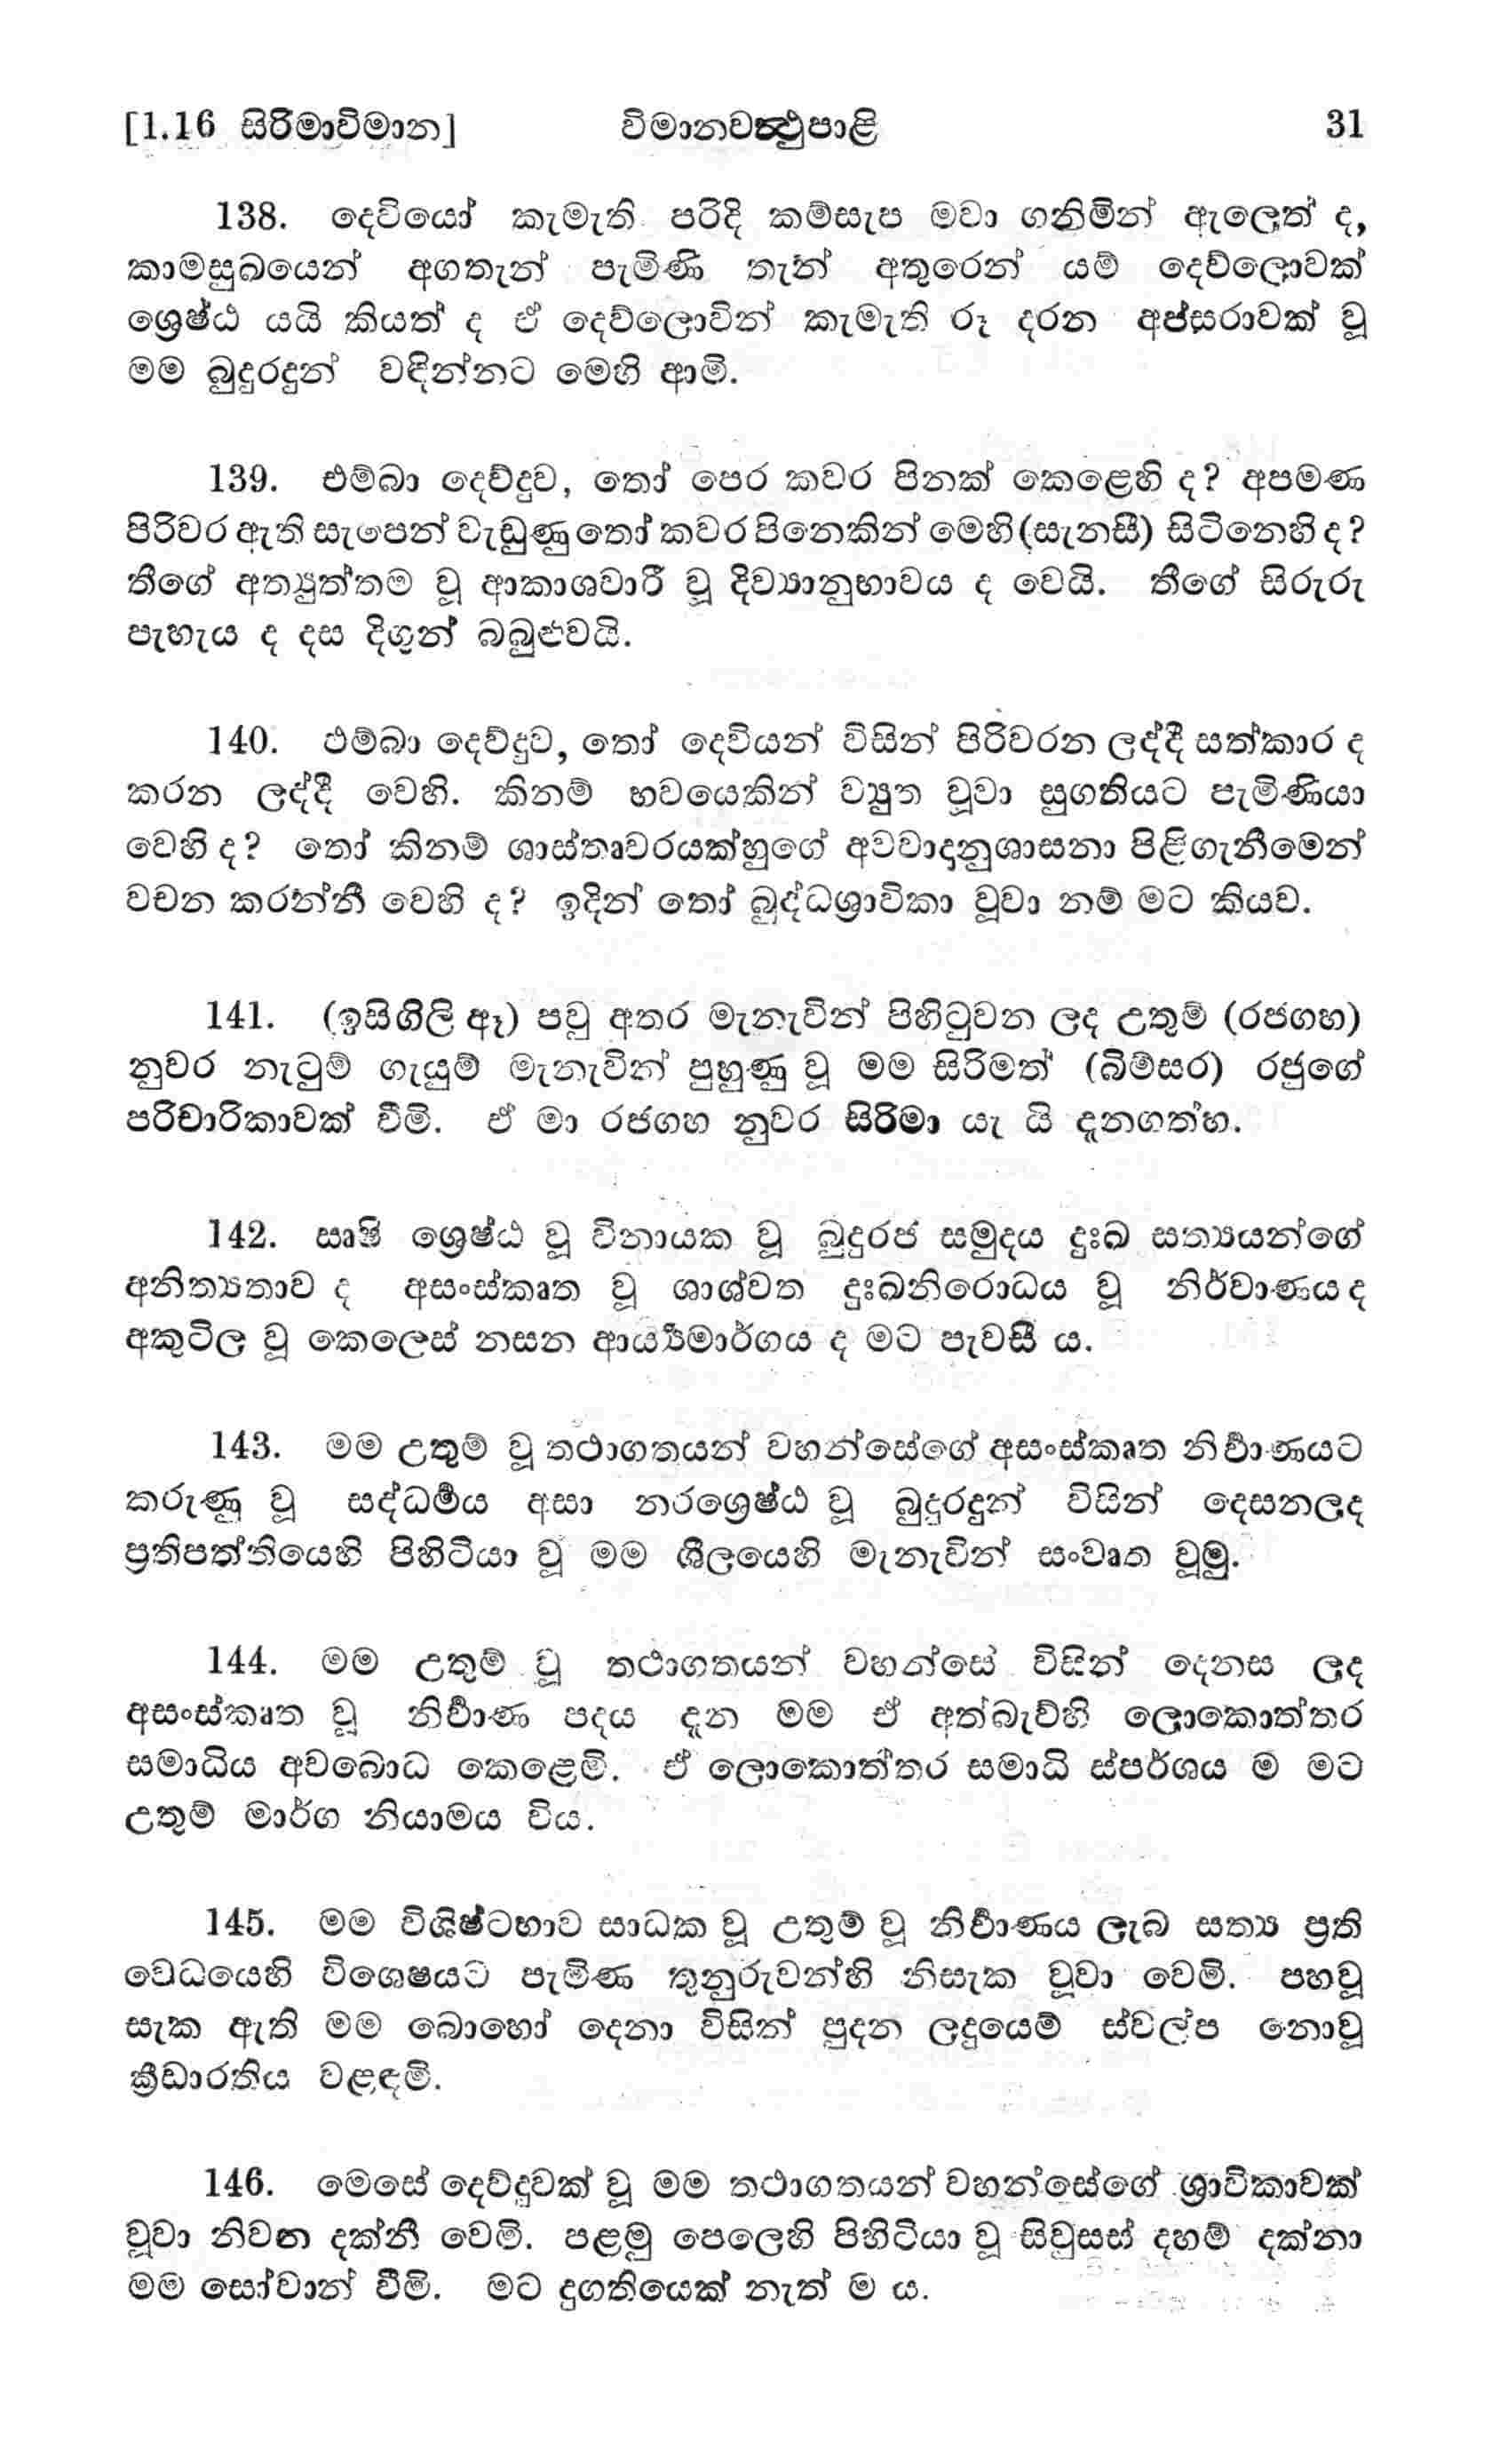 [1.16 සිරිමාවිමාන] විමානවත්‍ථුපාළි 31
138. දෙවියෝ කැමැති පරිදි කම්සැප මවා ගනිමින් ඇලෙත් ද,
කාමසුඛයෙන් අගතැන් පැමිණි තැන් අතුරෙන් යම් දෙව්ලොවක්
ශ්‍රෙෂ්ඨ යයි කියත් ද ඒ දෙව්ලොවින් කැමැති රූ දරන අප්සරාවක් වූ
මම බුදුරදුන් වඳින්නට මෙහි ආමි.
139. එම්බා දෙව්දුව, තෝ පෙර කවර පිනක් කෙළෙහි ද? අපමණ
පිරිවර ඇති සැපෙන් වැඩුණු තෝ කවර පිනෙකින් මෙහි (සැනසී) සිටිනෙහි ද?
තීගේ අත්‍යුත්තම වූ ආකාශචාරී වූ දිව්‍යානුභාවය ද වෙයි. තීගේ සිරුරු
පැහැය ද දස දිගුන් බබුළුවයි.
140. එම්බා දෙව්දුව, තෝ දෙවියන් විසින් පිරිවරන ලද්දී සත්කාර ද
කරන ලද්දී වෙහි. කිනම් භවයෙකින් ච්‍යුත වූවා සුගතියට පැමිණියා
වෙහි ද? තෝ කිනම් ශාස්තෘවරයක්හුගේ අවවාදානුශාසනා පිළිගැනීමෙන්
වචන කරන්නී වෙහි ද? ඉදින් තෝ බුද්ධශ්‍රාවිකා වූවා නම් මට කියව.
141. (ඉසිගිලි ඈ) පව් අතර මැනැවින් පිහිටුවන ලද උතුම් (රජගහ)
නුවර නැටුම් ගැයුම් මැනැවින් පුහුණු වූ මම සිරිමත් (බිම්සර) රජුගේ
පරිචාරිකාවක් වීමි. ඒ මා රජගහ නුවර සිරිමා යැ යි දැනගත්හ.
142. සෘෂි ශ්‍රෙෂ්ඨ වූ විනායක වූ බුදුරජ සමුදය දුඃඛ සත්‍යයන්ගේ
අනිත්‍යතාව ද අසංස්කෘත වූ ශාශ්වත දුඃඛනිරොධය වූ නිර්වාණය ද
අකුටිල වූ කෙලෙස් නසන ආර්‍ය්‍යමාර්ගය ද මට පැවසී ය.
143. මම උතුම් වූ තථාගතයන් වහන්සේගේ අසංස්කෘත නිර්‍වාණයට
කරුණු වූ සද්ධර්‍මය අසා නරශ්‍රෙෂ්ඨ වූ බුදුරදුන් විසින් දෙසනලද
ප්‍රතිපත්තියෙහි පිහිටියා වූ මම ශීලයෙහි මැනැවින් සංවෘත වූමු.
144. මම උතුම් වූ තථාගතයන් වහන්සේ විසින් දෙනස ලද
අසංස්කෘත වූ නිර්‍වාණ පදය දැන මම ඒ අත්බැව්හි ලොකොත්තර
සමාධිය අවබොධ කෙළෙමි. ඒ ලොකොත්තර සමාධි ස්පර්ශය ම මට
උතුම් මාර්ග නියාමය විය.
145. මම විශිෂ්ටභාව සාධක වූ උතුම් වූ නිර්‍වාණය ලැබ සත්‍ය ප්‍රති
වෙධයෙහි විශෙෂයට පැමිණ තුනුරුවන්හි නිසැක වූවා වෙමි. පහවූ
සැක ඇති මම බොහෝ දෙනා විසින් පුදන ලදුයෙම් ස්වල්ප නොවූ
ක්‍රීඩාරතිය වළඳමි.
146. මෙසේ දෙව්දුවක් වූ මම තථාගතයන් වහන්සේගේ ශ්‍රාවිකාවක්
වූවා නිවන දක්නී වෙමි. පළමු පෙලෙහි පිහිටියා වූ සිවුසස් දහම් දක්නා
මම සෝවාන් වීමි. මට දුගතියෙක් නැත් ම ය.